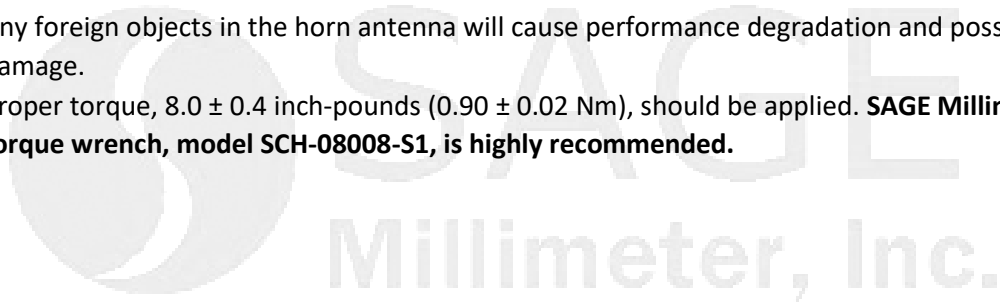 ny foreign objects in the horn antenna will cause performance degradation and poss
amage.
roper torque, 8.0 ± 0.4 inch-pounds (0.90 ± 0.02 Nm), should be applied. SAGE Millim
orque wrench, model SCH-08008-S1, is highly recommended.
SAGE
Millimeter, Inc.